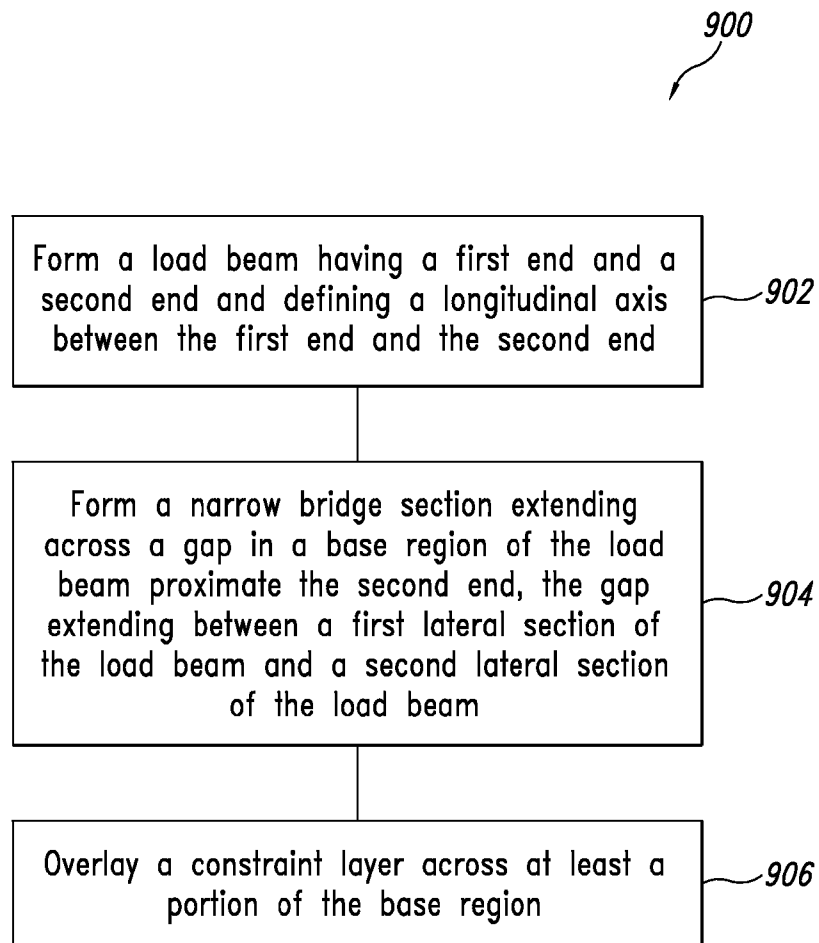 900
Form a load beam having a first end and a
second end and defining a longitudinal axis
between the first end and the second end
902
Form a narrow bridge section extending
across a gap in a base region of the load
beam proximate the second end, the gap
extending between a first lateral section of
the load beam and a second lateral section
of the load beam
904
Overlay a constraint layer across at least a
portion of the base region
906